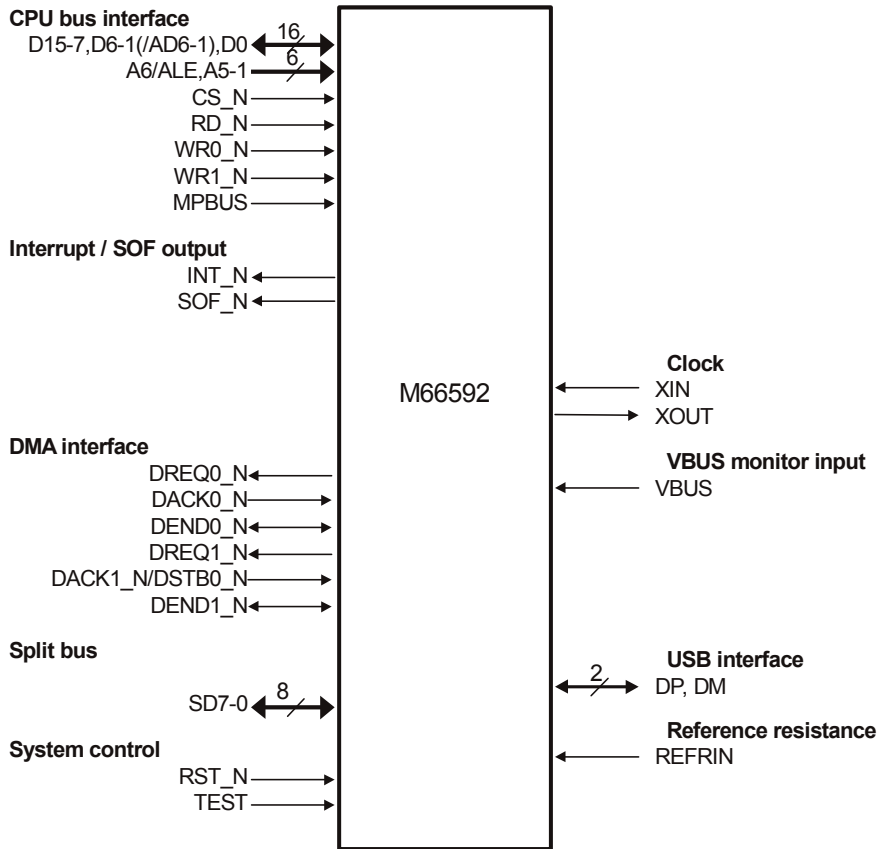 CPU bus interface
D15-7,D6-1(/AD6-1),D0 16
A6/ALE,A5-1 6
CS_N
RD_N
WR0_N
WR1_N
MPBUS
Interrupt / SOF output
INT_N
SOF_N
DMA interface
DREQ0_N
DACK0_N
DEND0_N
DREQ1_N
DACK1_N/DSTB0_N
DEND1_N
Split bus
SD7-0 8
System control
RST_N
TEST
M66592
Clock
XIN
XOUT
VBUS monitor input
VBUS
USB interface
2 DP, DM
Reference resistance
REFRIN